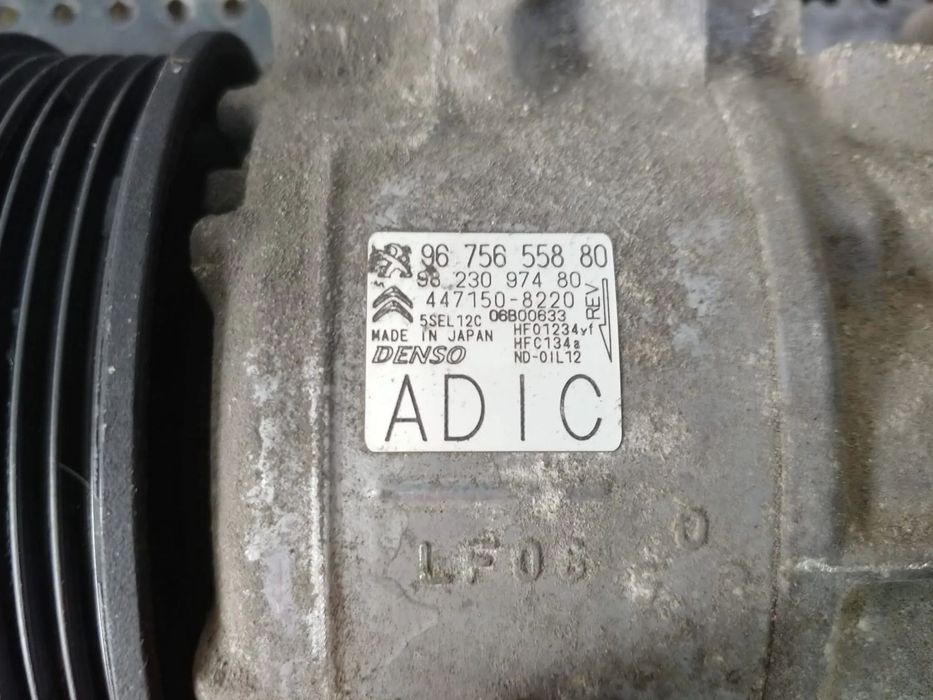 96 756 558 80
98 230 974 80
447150-8220
REV
5SEL12C 06B00633
MADE IN JAPAN
HFO1234yf
HFC134a
DENSO
ND-OIL12
ADIC
LF08